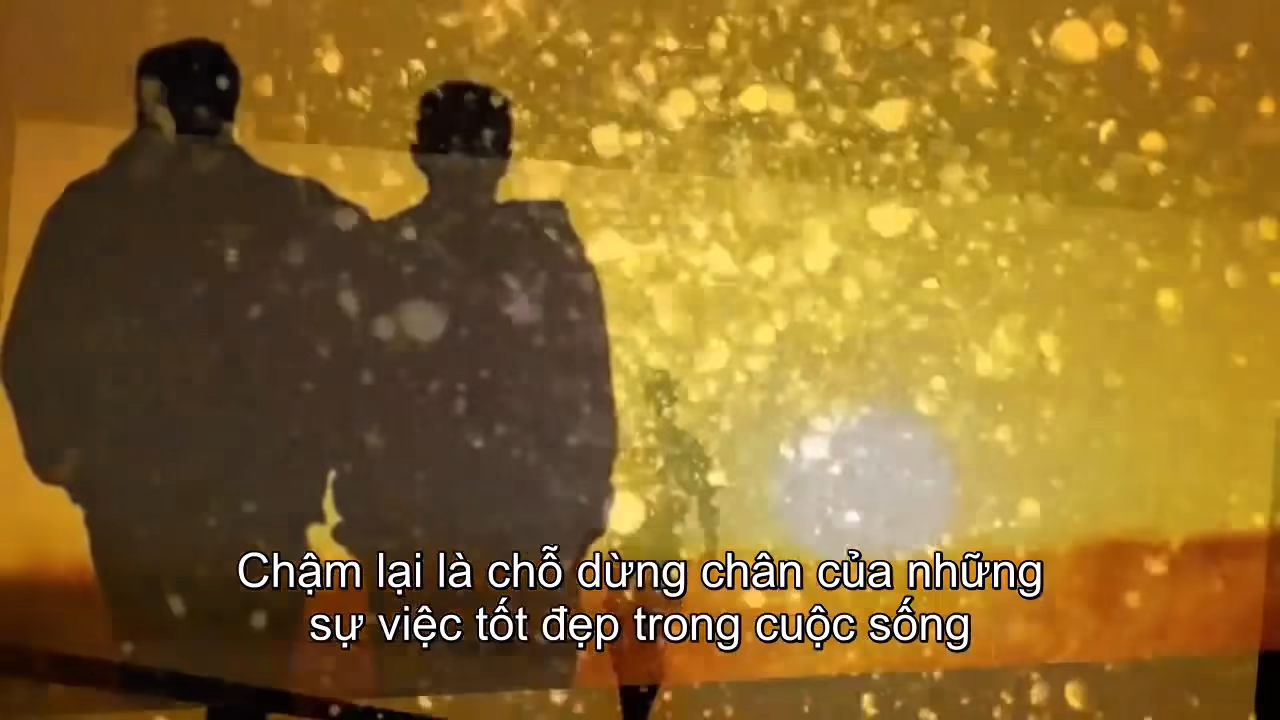 Chậm lại là chỗ dừng chân của những
sự việc tốt đẹp trong cuộc sống